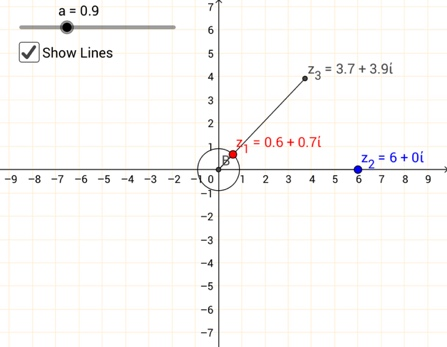 a = 0.9
Show Lines
z₃ = 3.7 + 3.9i
z₁ = 0.6 + 0.7i
z₂ = 6 + 0i
B
7
6
5
4
3
2
1
−9 −8 −7 −6 −5 −4 −3 −2 −1 0 1 2 3 4 5 6 7 8 9
−1
−2
−3
−4
−5
−6
−7